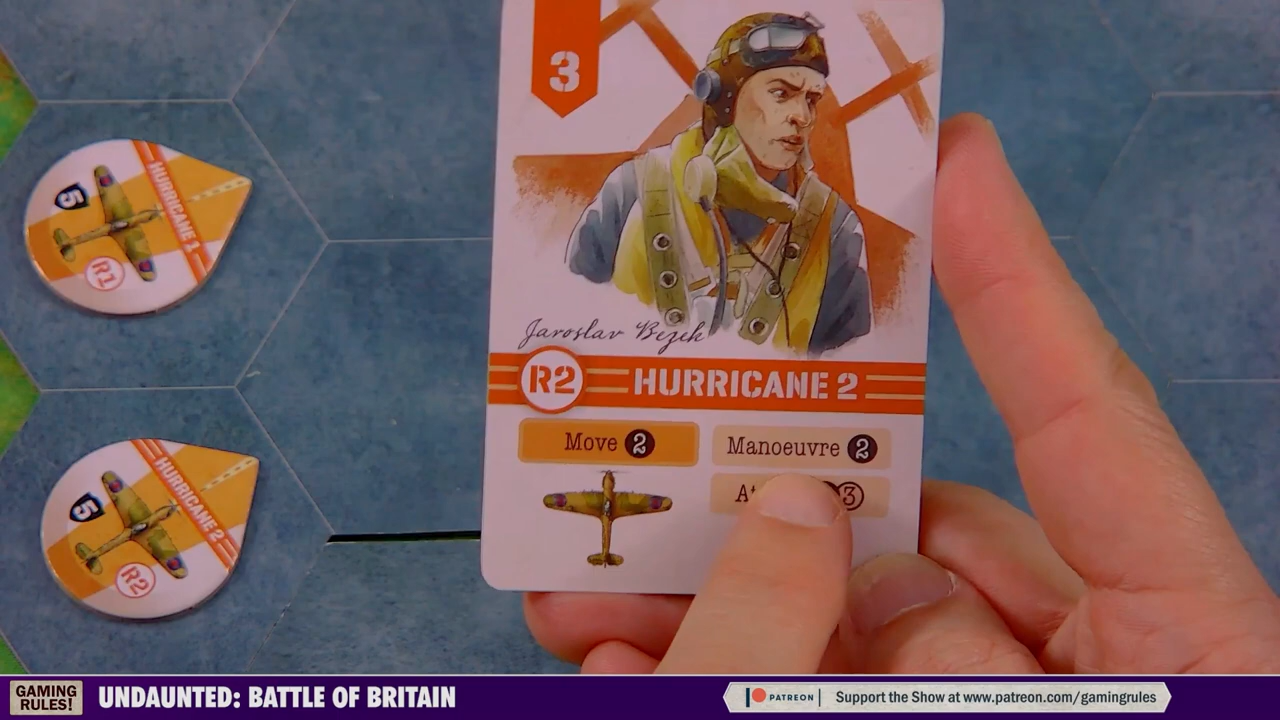 3
5
HURRICANE 1
R1
Jaroslav Bezek
R2 HURRICANE 2
Move 2
Manoeuvre 2
3
5
HURRICANE 2
R2
GAMING RULES!
UNDAUNTED: BATTLE OF BRITAIN
PATREON
Support the Show at www.patreon.com/gamingrules